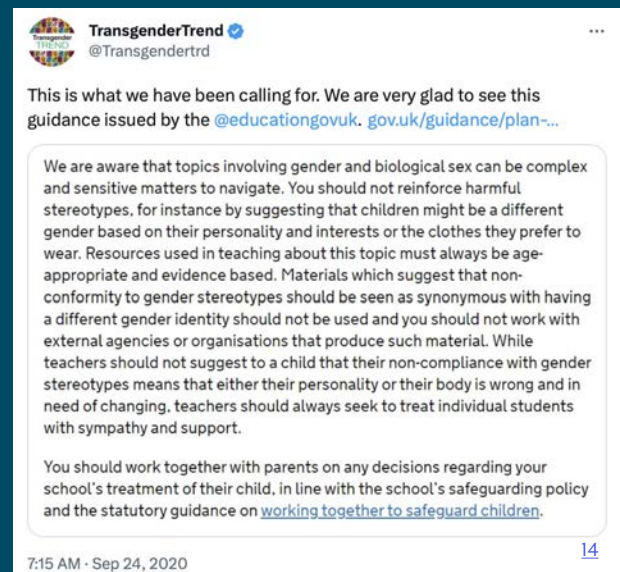 Transgender
TREND
TransgenderTrend
@Transgendertrd
...
This is what we have been calling for. We are very glad to see this
guidance issued by the @educationgovuk. gov.uk/guidance/plan-...
We are aware that topics involving gender and biological sex can be complex
and sensitive matters to navigate. You should not reinforce harmful
stereotypes, for instance by suggesting that children might be a different
gender based on their personality and interests or the clothes they prefer to
wear. Resources used in teaching about this topic must always be age-
appropriate and evidence based. Materials which suggest that non-
conformity to gender stereotypes should be seen as synonymous with having
a different gender identity should not be used and you should not work with
external agencies or organisations that produce such material. While
teachers should not suggest to a child that their non-compliance with gender
stereotypes means that either their personality or their body is wrong and in
need of changing, teachers should always seek to treat individual students
with sympathy and support.
You should work together with parents on any decisions regarding your
school's treatment of their child, in line with the school's safeguarding policy
and the statutory guidance on working together to safeguard children.
14
7:15 AM · Sep 24, 2020